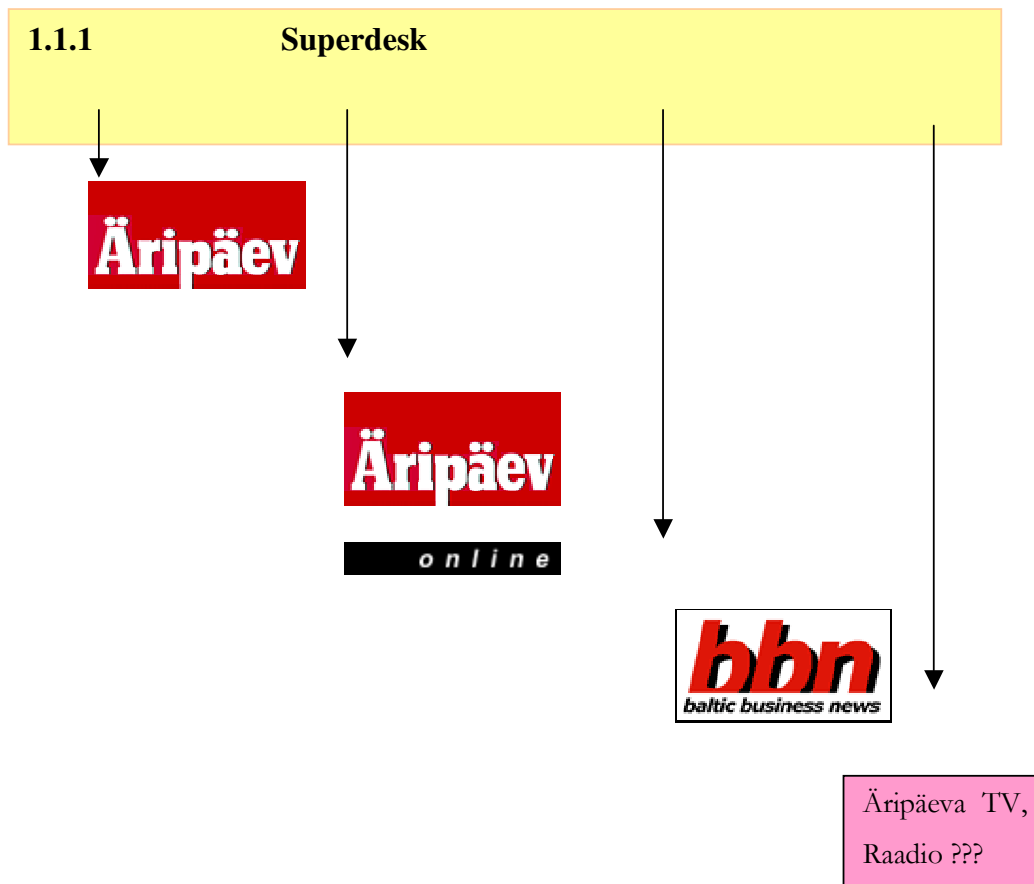 1.1.1 Superdesk
Äripäev
Äripäev
online
bbn
baltic business news
Äripäeva TV,
Raadio ???